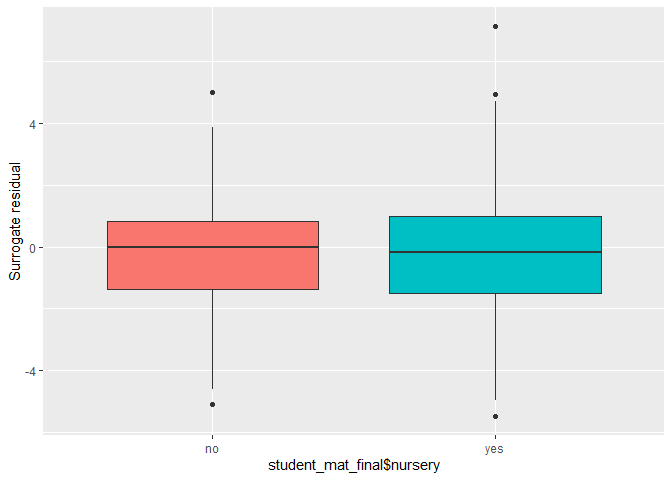 Surrogate residual
4
0
-4
no
yes
student_mat_final$nursery